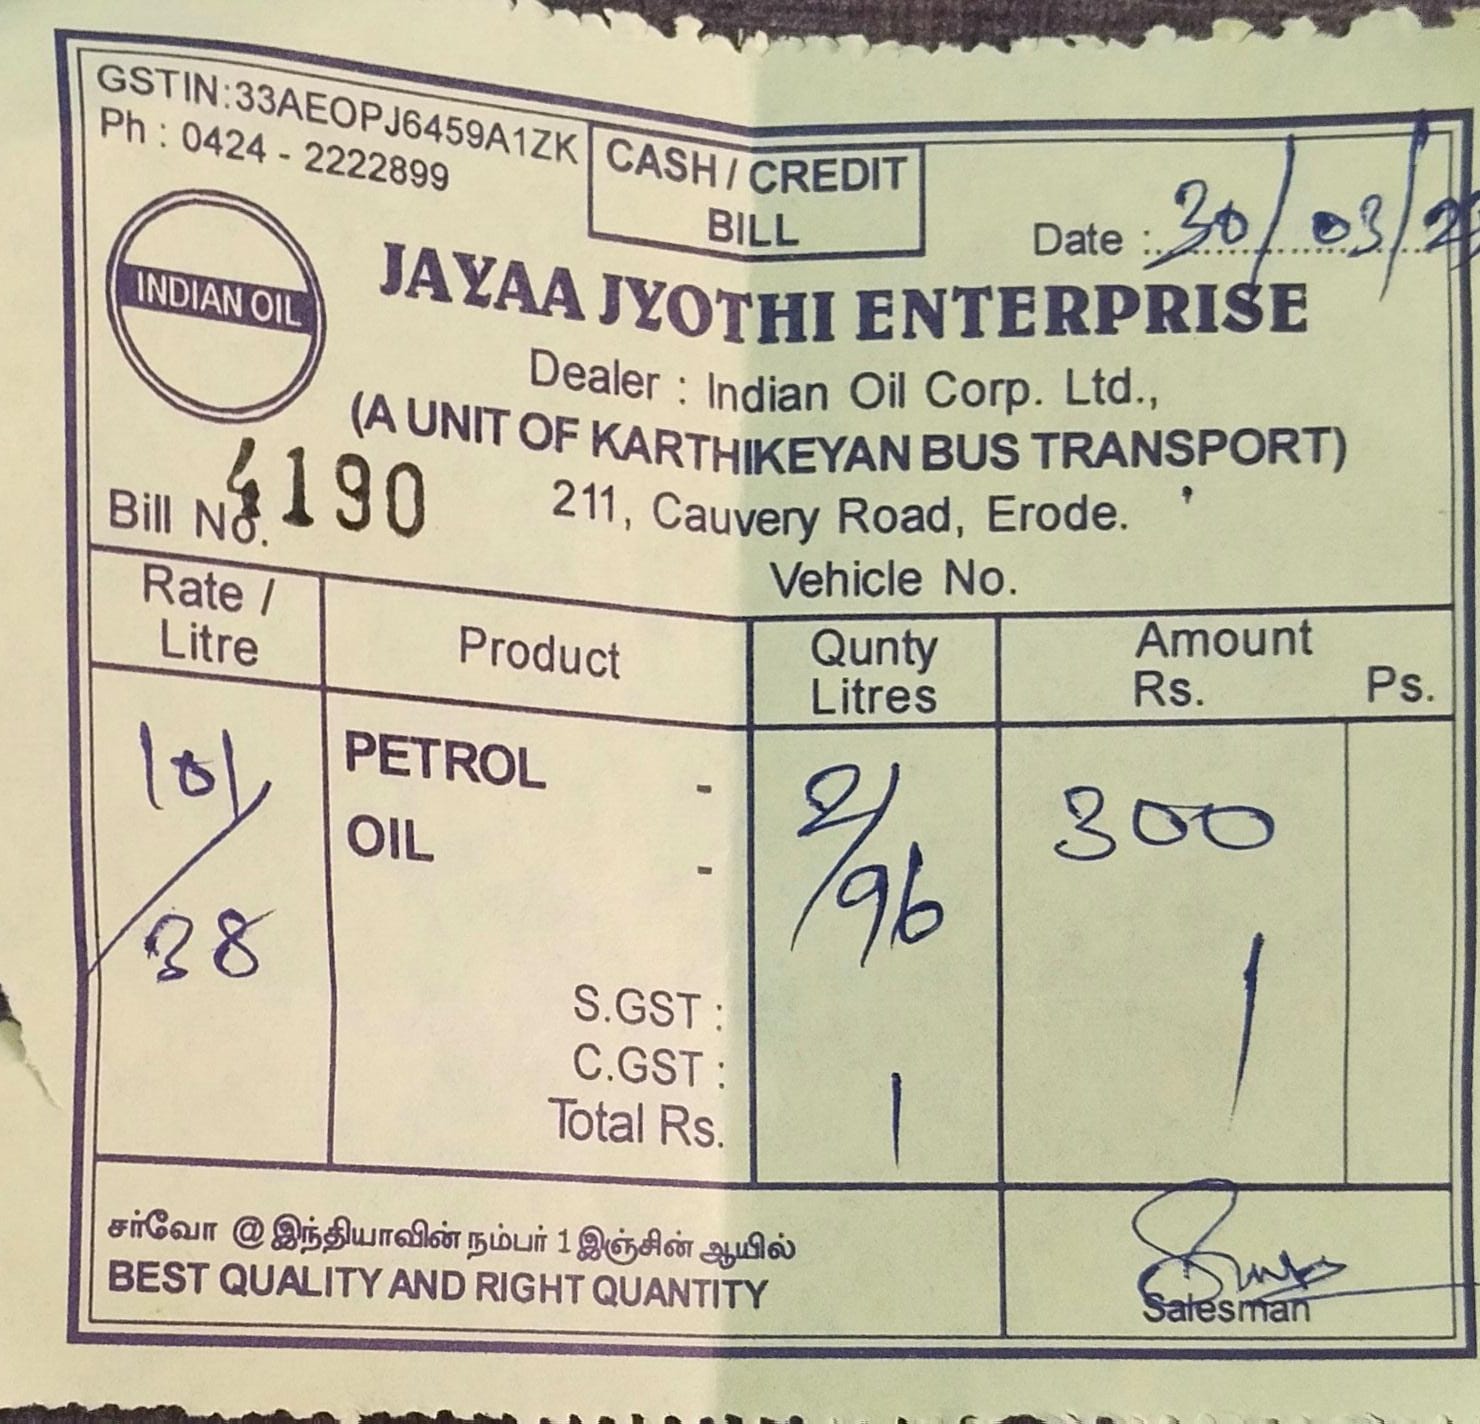 GSTIN:33AEOPJ6459A1ZK
Ph : 0424 - 2222899
CASH / CREDIT
BILL
Date : 30/03/
INDIAN OIL
JAYAA JYOTHI ENTERPRISE
Dealer : Indian Oil Corp. Ltd.,
(A UNIT OF KARTHIKEYAN BUS TRANSPORT)
211, Cauvery Road, Erode.
Bill No. 4190
Vehicle No.
Rate / Litre Product Qunty Litres Amount Rs. Ps.
101/38 PETROL - 2/96 300
OIL -
S.GST :
C.GST :
Total Rs.
சர்வோ @ இந்தியாவின் நம்பர் 1 இஞ்சின் ஆயில்
BEST QUALITY AND RIGHT QUANTITY
Salesman